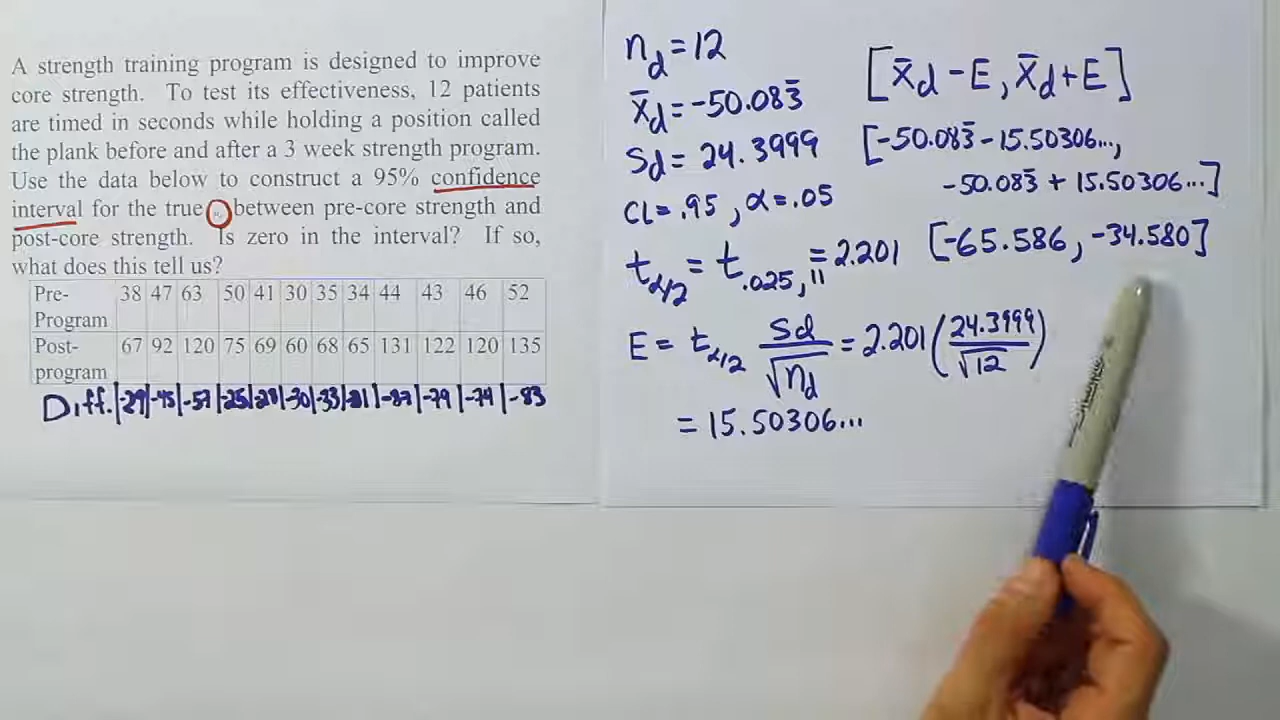 A strength training program is designed to improve
core strength. To test its effectiveness, 12 patients
are timed in seconds while holding a position called
the plank before and after a 3 week strength program.
Use the data below to construct a 95% confidence
interval for the true between pre-core strength and
post-core strength. Is zero in the interval? If so,
what does this tell us?
Pre-Program 38 47 63 50 41 30 35 34 44 43 46 52
Post-program 67 92 120 75 69 60 68 65 131 122 120 135
Diff. |-29|-45|-57|-25|-28|-30|-33|-31|-87|-79|-74|-83
n_d = 12
x̄_d = -50.083̄
S_d = 24.3999
CL = .95, α = .05
t_α/2 = t_.025, 11 = 2.201
E = t_α/2 S_d/√n_d = 2.201 (24.3999/√12)
= 15.50306...
[x̄_d - E, x̄_d + E]
[-50.083̄ - 15.50306...,
-50.083̄ + 15.50306...]
[-65.586, -34.580]